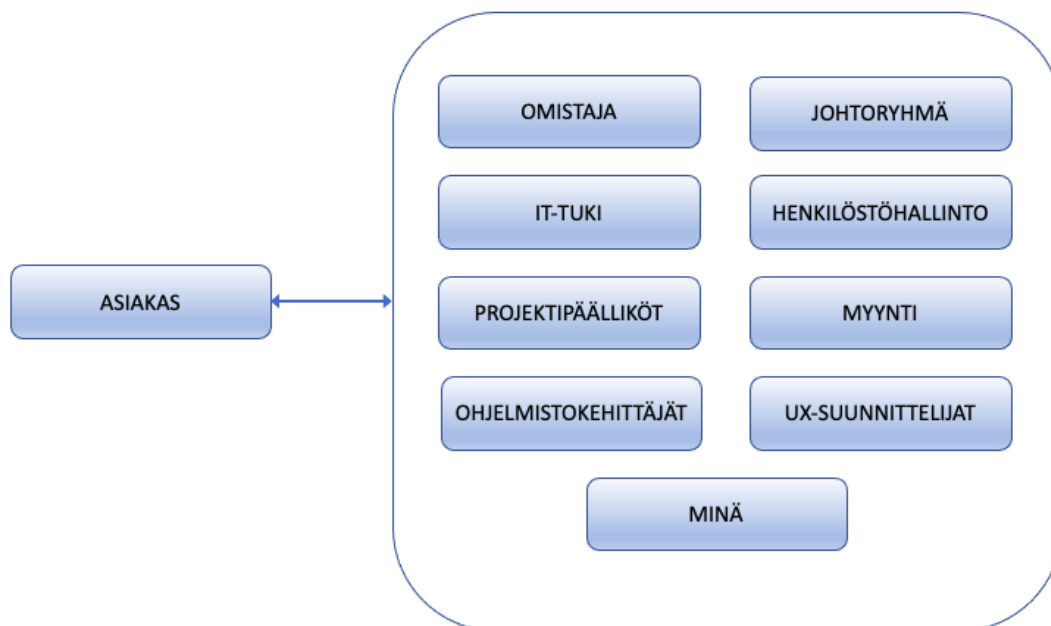 OMISTAJA
JOHTORYHMÄ
IT-TUKI
HENKILÖSTÖHALLINTO
ASIAKAS
PROJEKTIPÄÄLLIKÖT
MYYNTI
OHJELMISTOKEHITTÄJÄT
UX-SUUNNITTELIJAT
MINÄ